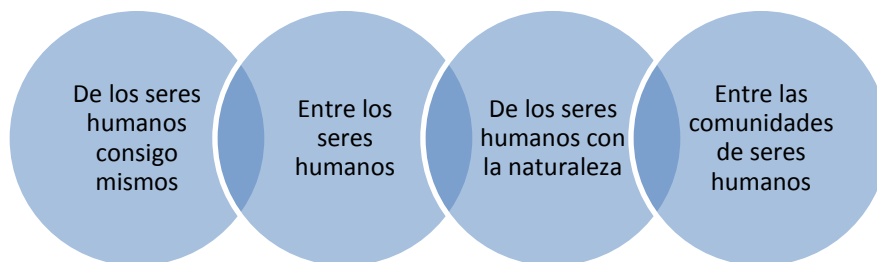 De los seres
humanos
consigo
mismos
Entre los
seres
humanos
De los seres
humanos con
la naturaleza
Entre las
comunidades
de seres
humanos